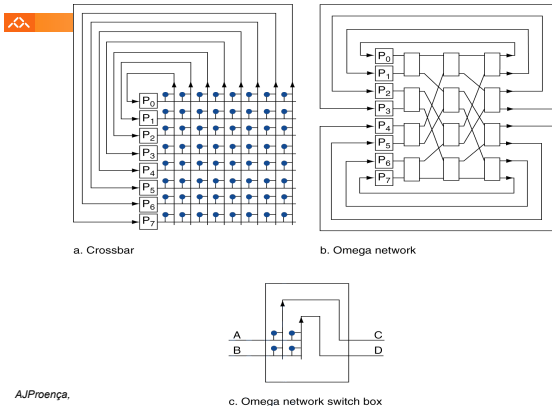 P0
P1
P2
P3
P4
P5
P6
P7
a. Crossbar
P0
P1
P2
P3
P4
P5
P6
P7
b. Omega network
A
B
C
D
c. Omega network switch box
AJProença,